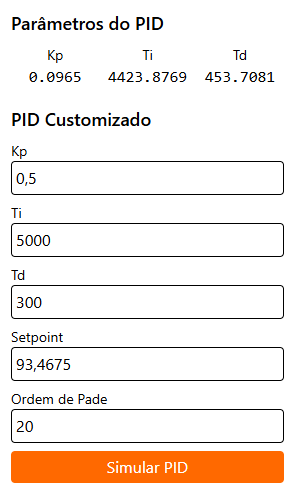 Parâmetros do PID
Kp Ti Td
0.0965 4423.8769 453.7081
PID Customizado
Kp
0,5
Ti
5000
Td
300
Setpoint
93,4675
Ordem de Pade
20
Simular PID